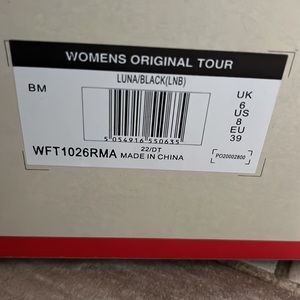 WOMENS ORIGINAL TOUR
LUNA/BLACK(LNB)
BM
UK
6
US
8
EU
39
5 054916 550635
22/DT
WFT1026RMA MADE IN CHINA
PO20002800